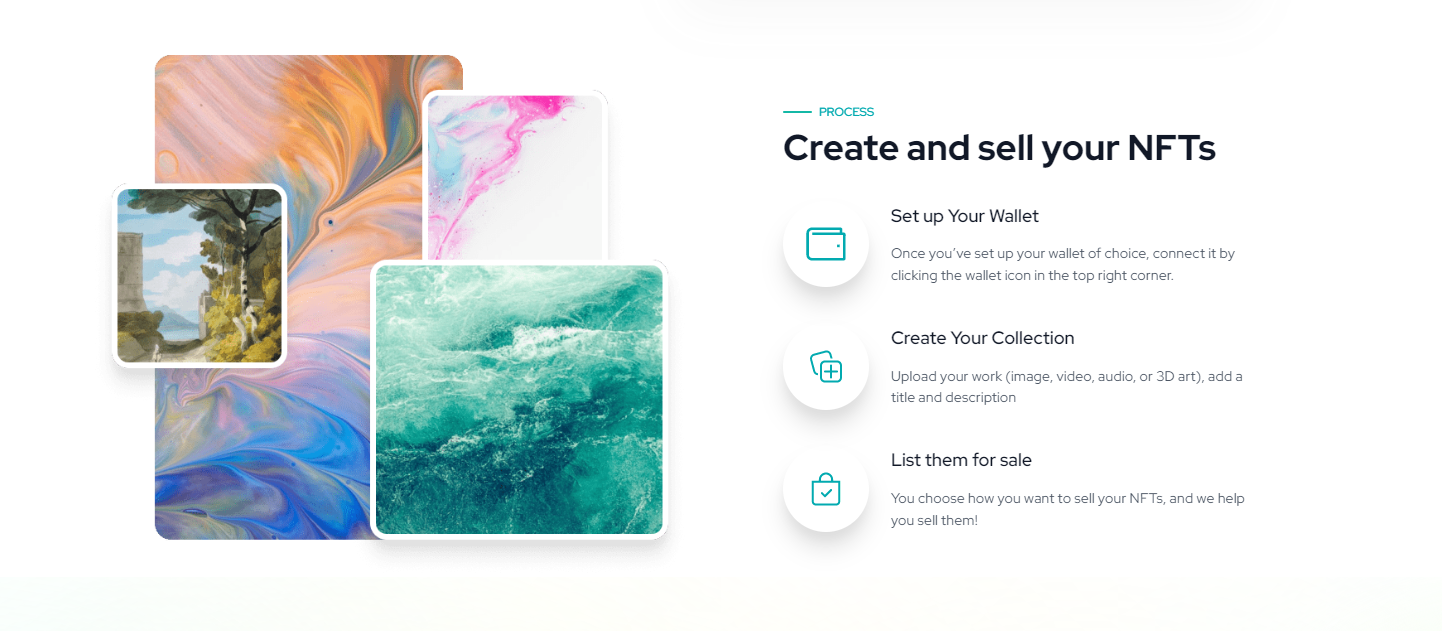 PROCESS
Create and sell your NFTs
Set up Your Wallet
Once you’ve set up your wallet of choice, connect it by
clicking the wallet icon in the top right corner.
Create Your Collection
Upload your work (image, video, audio, or 3D art), add a
title and description
List them for sale
You choose how you want to sell your NFTs, and we help
you sell them!